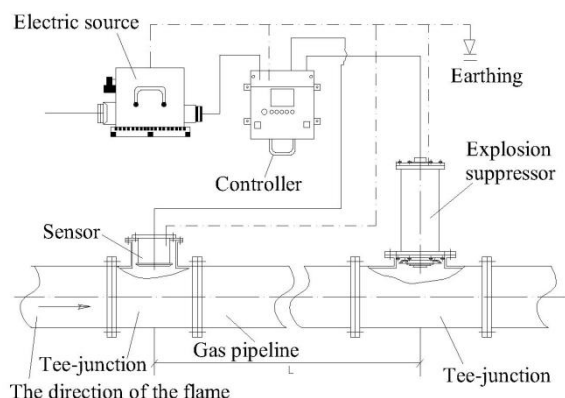 Electric source
Earthing
Explosion
suppressor
Controller
Sensor
Tee-junction
Gas pipeline
L
Tee-junction
The direction of the flame